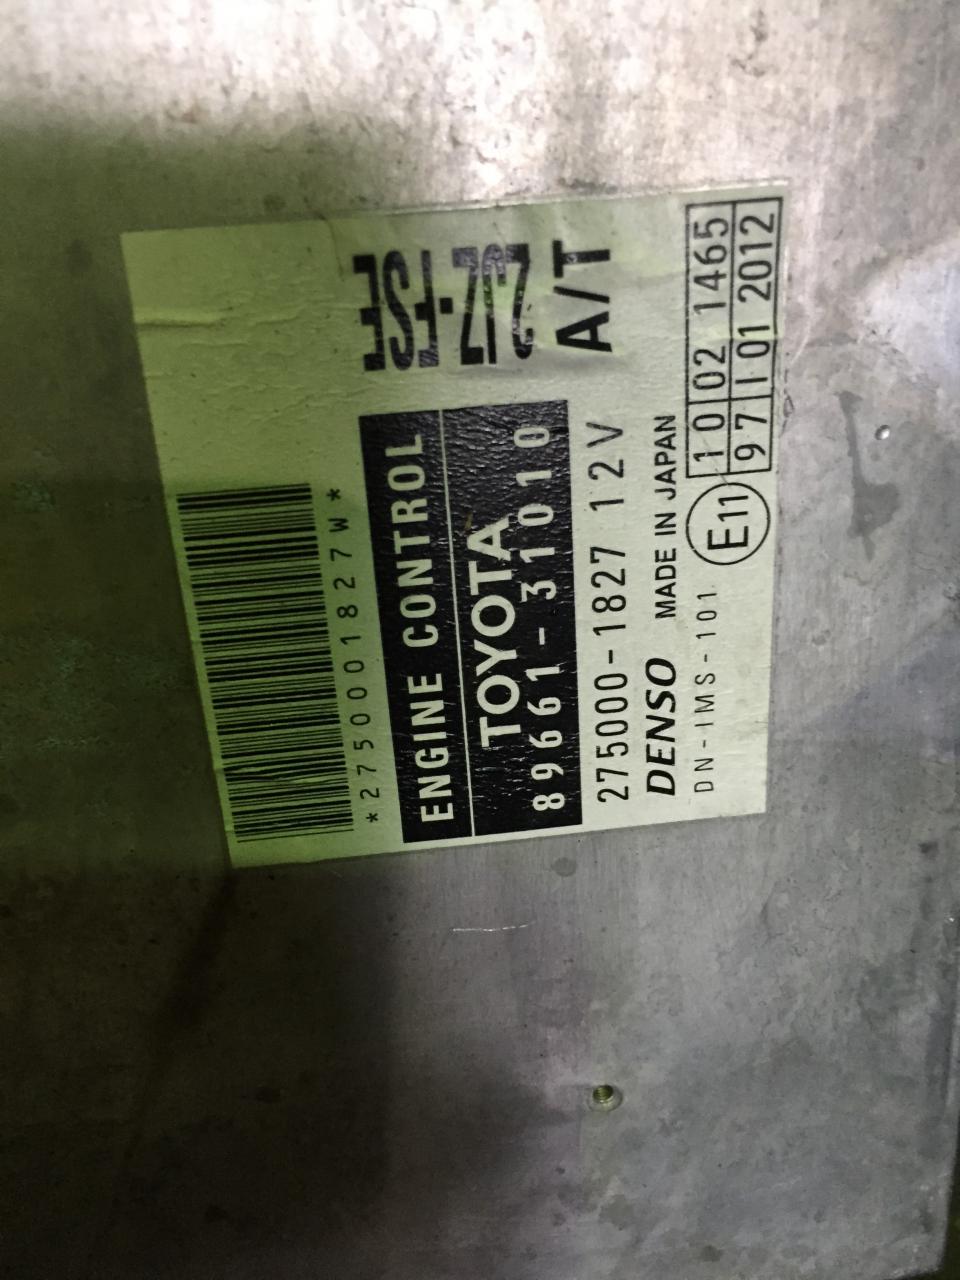 *2750001827W*
ENGINE CONTROL
2JZ-FSE
TOYOTA
89661-31010
A/T
275000-1827 12V
DENSO MADE IN JAPAN
DN-IMS-101
E11
10 02 1465
97 I 01 2012